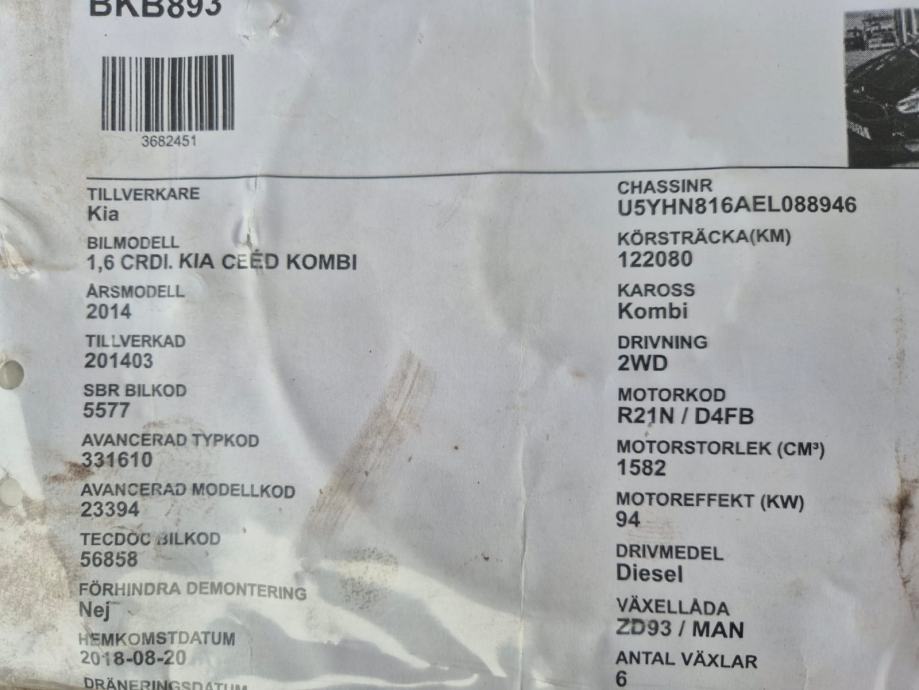 BKB893
3682451
TILLVERKARE
Kia
BILMODELL
1,6 CRDI. KIA CEÉD KOMBI
ÅRSMODELL
2014
TILLVERKAD
201403
SBR BILKOD
5577
AVANCERAD TYPKOD
331610
AVANCERAD MODELLKOD
23394
TECDOC BILKOD
56858
FÖRHINDRA DEMONTERING
Nej
HEMKOMSTDATUM
2018-08-20
DRÄNERINGSDATUM
CHASSINR
U5YHN816AEL088946
KÖRSTRÄCKA(KM)
122080
KAROSS
Kombi
DRIVNING
2WD
MOTORKOD
R21N / D4FB
MOTORSTORLEK (CM³)
1582
MOTOREFFEKT (KW)
94
DRIVMEDEL
Diesel
VÄXELLÅDA
ZD93 / MAN
ANTAL VÄXLAR
6